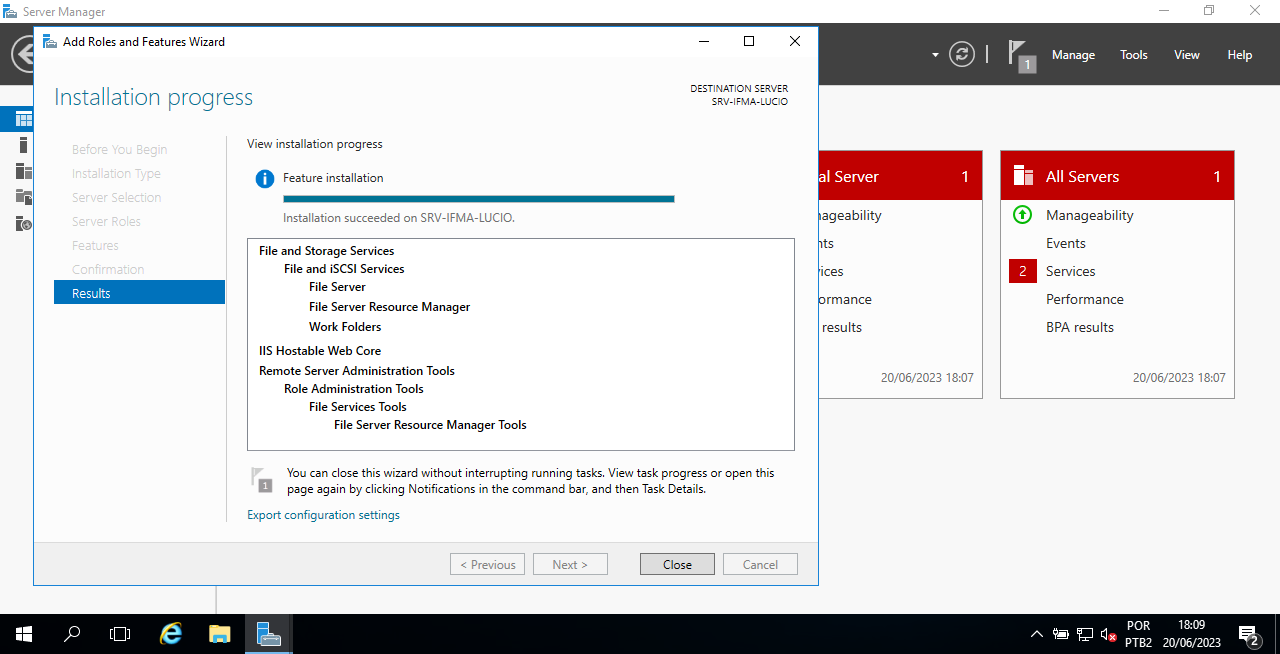 Server Manager
Add Roles and Features Wizard
1
Manage
Tools
View
Help
Installation progress
DESTINATION SERVER
SRV-IFMA-LUCIO
Before You Begin
Installation Type
Server Selection
Server Roles
Features
Confirmation
Results
View installation progress
Feature installation
Installation succeeded on SRV-IFMA-LUCIO.
File and Storage Services
File and iSCSI Services
File Server
File Server Resource Manager
Work Folders
IIS Hostable Web Core
Remote Server Administration Tools
Role Administration Tools
File Services Tools
File Server Resource Manager Tools
1
You can close this wizard without interrupting running tasks. View task progress or open this
page again by clicking Notifications in the command bar, and then Task Details.
Export configuration settings
< Previous
Next >
Close
Cancel
al Server 1
nageability
nts
ices
ormance
results
20/06/2023 18:07
All Servers 1
Manageability
Events
2 Services
Performance
BPA results
20/06/2023 18:07
POR
PTB2
18:09
20/06/2023
2